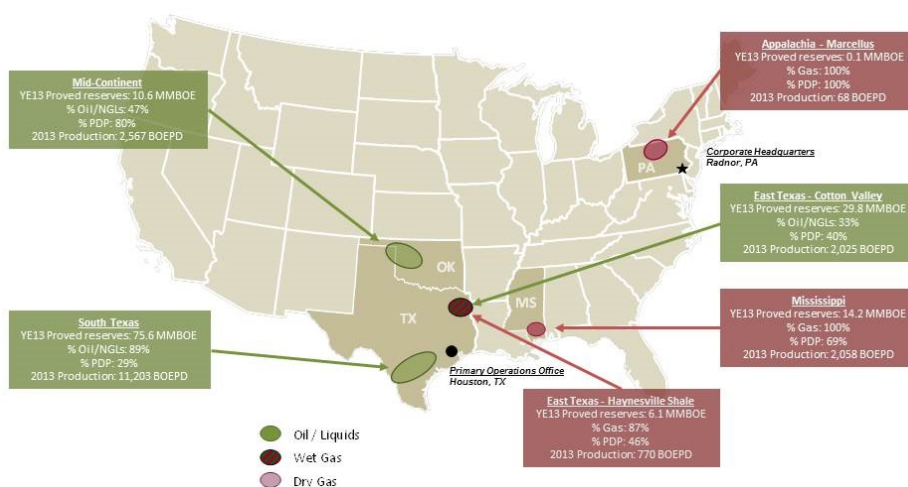 Appalachia - Marcellus
YE13 Proved reserves: 0.1 MMBOE
% Gas: 100%
% PDP: 100%
2013 Production: 68 BOEPD
Mid-Continent
YE13 Proved reserves: 10.6 MMBOE
% Oil/NGLs: 47%
% PDP: 80%
2013 Production: 2,567 BOEPD
PA
Corporate Headquarters
Radnor, PA
East Texas - Cotton Valley
YE13 Proved reserves: 29.8 MMBOE
% Oil/NGLs: 33%
% PDP: 40%
2013 Production: 2,025 BOEPD
OK
MS
TX
Mississippi
YE13 Proved reserves: 14.2 MMBOE
% Gas: 100%
% PDP: 69%
2013 Production: 2,058 BOEPD
South Texas
YE13 Proved reserves: 75.6 MMBOE
% Oil/NGLs: 89%
% PDP: 29%
2013 Production: 11,203 BOEPD
Primary Operations Office
Houston, TX
East Texas - Haynesville Shale
YE13 Proved reserves: 6.1 MMBOE
% Gas: 87%
% PDP: 46%
2013 Production: 770 BOEPD
Oil / Liquids
Wet Gas
Dry Gas